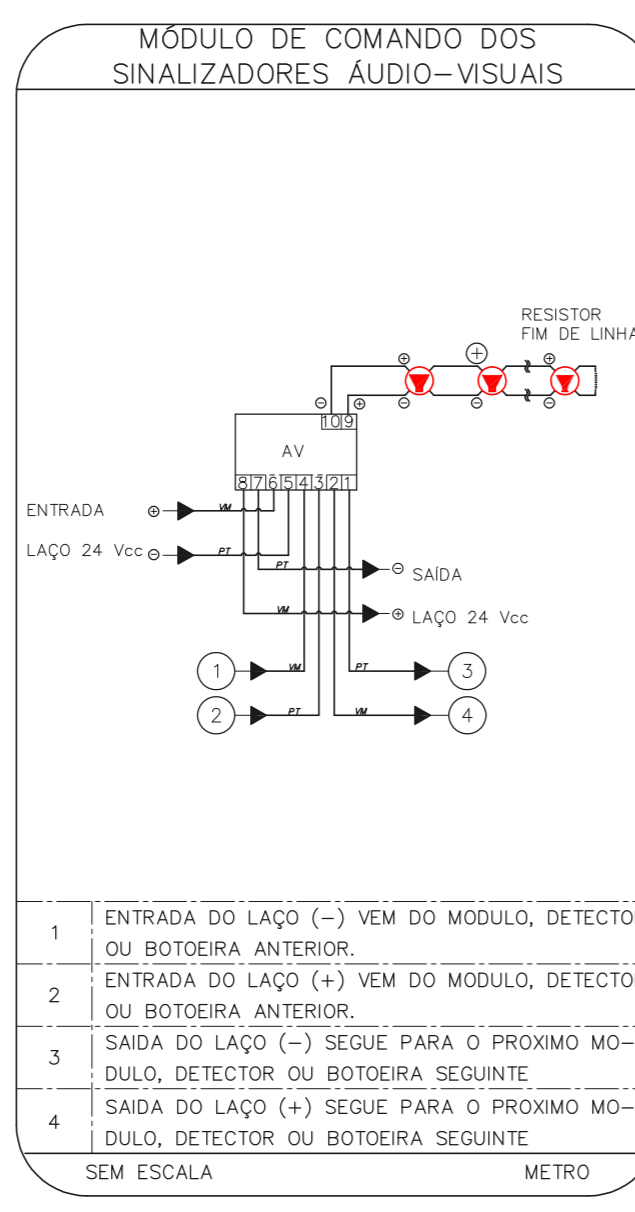 MÓDULO DE COMANDO DOS
SINALIZADORES ÁUDIO-VISUAIS
RESISTOR
FIM DE LINHA
⊕ ⊕ ⊕
⊖ ⊖ ⊖
⊖ ⊕
10 9
AV
8 7 6 5 4 3 2 1
ENTRADA ⊕ VM
LAÇO 24 Vcc ⊖ PT
PT ⊖ SAÍDA
VM ⊕ LAÇO 24 Vcc
1 VM PT 3
2 PT VM 4
1 ENTRADA DO LAÇO (-) VEM DO MODULO, DETECTOR
OU BOTOEIRA ANTERIOR.
2 ENTRADA DO LAÇO (+) VEM DO MODULO, DETECTOR
OU BOTOEIRA ANTERIOR.
3 SAIDA DO LAÇO (-) SEGUE PARA O PROXIMO MO-
DULO, DETECTOR OU BOTOEIRA SEGUINTE
4 SAIDA DO LAÇO (+) SEGUE PARA O PROXIMO MO-
DULO, DETECTOR OU BOTOEIRA SEGUINTE
SEM ESCALA METRO